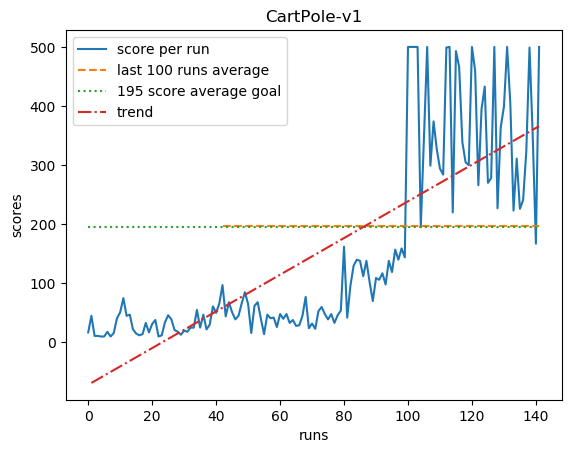 CartPole-v1
score per run
last 100 runs average
195 score average goal
trend
scores
500
400
300
200
100
0
0 20 40 60 80 100 120 140
runs